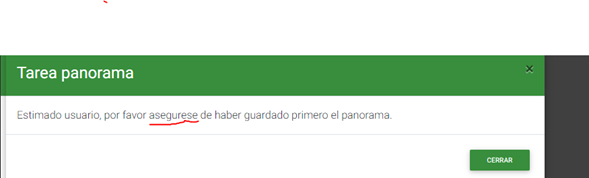 Tarea panorama
Estimado usuario, por favor asegurese de haber guardado primero el panorama.
CERRAR